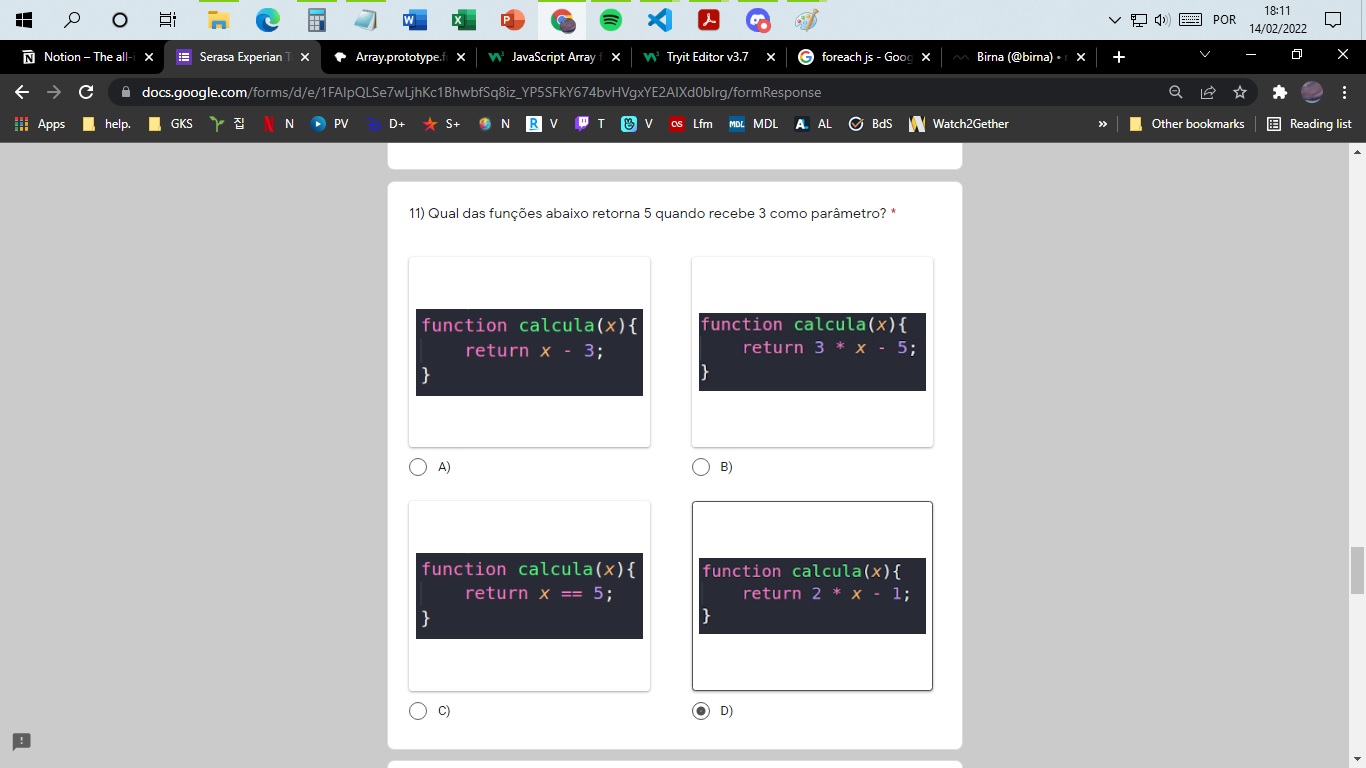 18:11
POR
14/02/2022
Notion – The all-i
Serasa Experian T
Array.prototype.f
JavaScript Array f
Tryit Editor v3.7
foreach js - Goog
Birna (@birna) •
docs.google.com/forms/d/e/1FAIpQLSe7wLjhKc1BhwbfSq8iz_YP5SFkY674bvHVgxYE2AIXd0bIrg/formResponse
Apps help. GKS 집 N PV D+ S+ N V T V Lfm MDL AL BdS Watch2Gether » Other bookmarks Reading list
11) Qual das funções abaixo retorna 5 quando recebe 3 como parâmetro? *
function calcula(x){
return x - 3;
}
A)
function calcula(x){
return 3 * x - 5;
}
B)
function calcula(x){
return x == 5;
}
C)
function calcula(x){
return 2 * x - 1;
}
D)